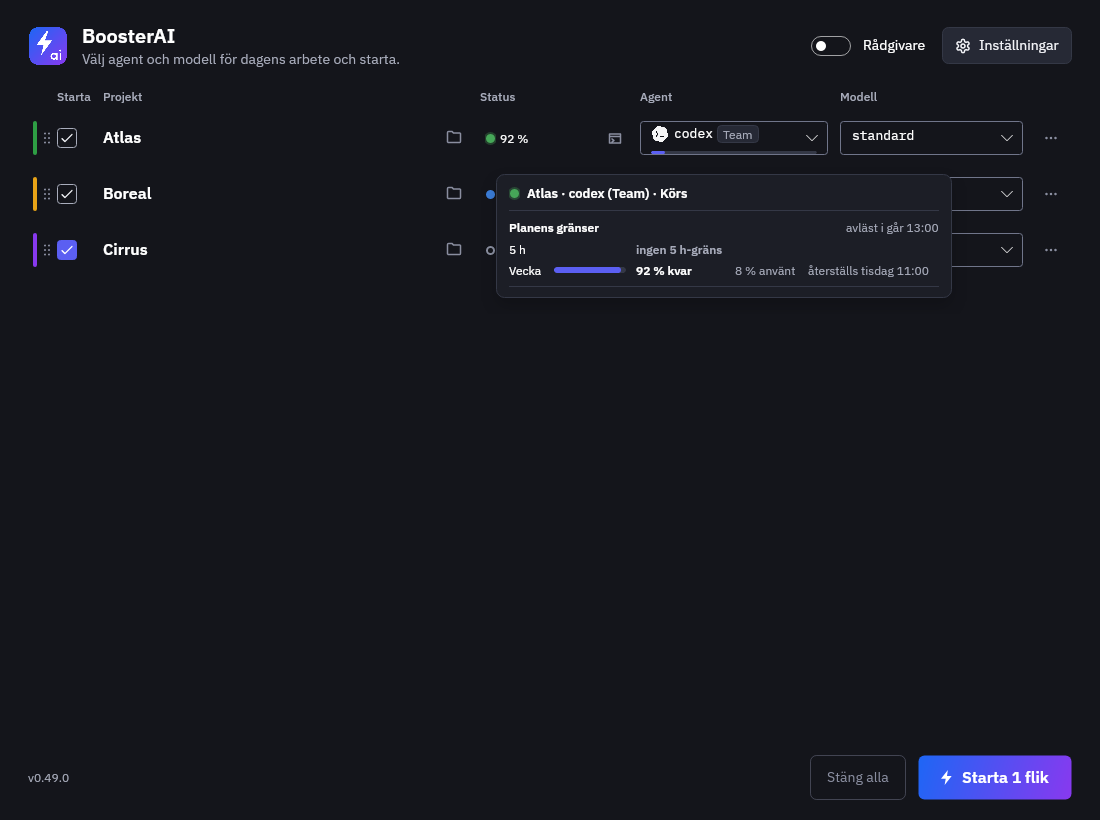 ai
BoosterAI
Välj agent och modell för dagens arbete och starta.
Rådgivare
Inställningar
Starta Projekt Status Agent Modell
Atlas 92 % codex Team standard
Boreal
Cirrus
Atlas · codex (Team) · Körs
Planens gränser avläst i går 13:00
5 h ingen 5 h-gräns
Vecka 92 % kvar 8 % använt återställs tisdag 11:00
v0.49.0
Stäng alla
Starta 1 flik